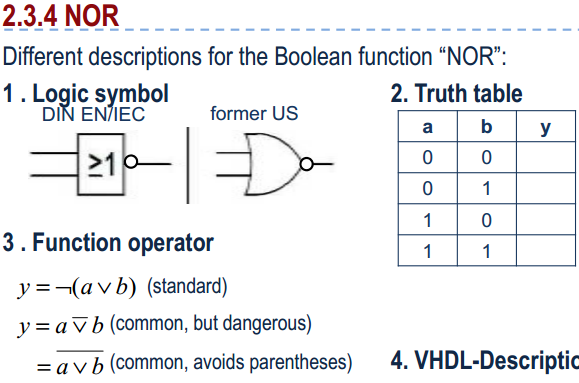 2.3.4 NOR
Different descriptions for the Boolean function “NOR”:
1 . Logic symbol
DIN EN/IEC
former US
≥1
2. Truth table
a b y
0 0
0 1
1 0
1 1
3 . Function operator
y = ¬(a ∨ b) (standard)
y = a ⊽ b (common, but dangerous)
= a̅ ̅∨̅ ̅b̅ (common, avoids parentheses)
4. VHDL-Descriptio